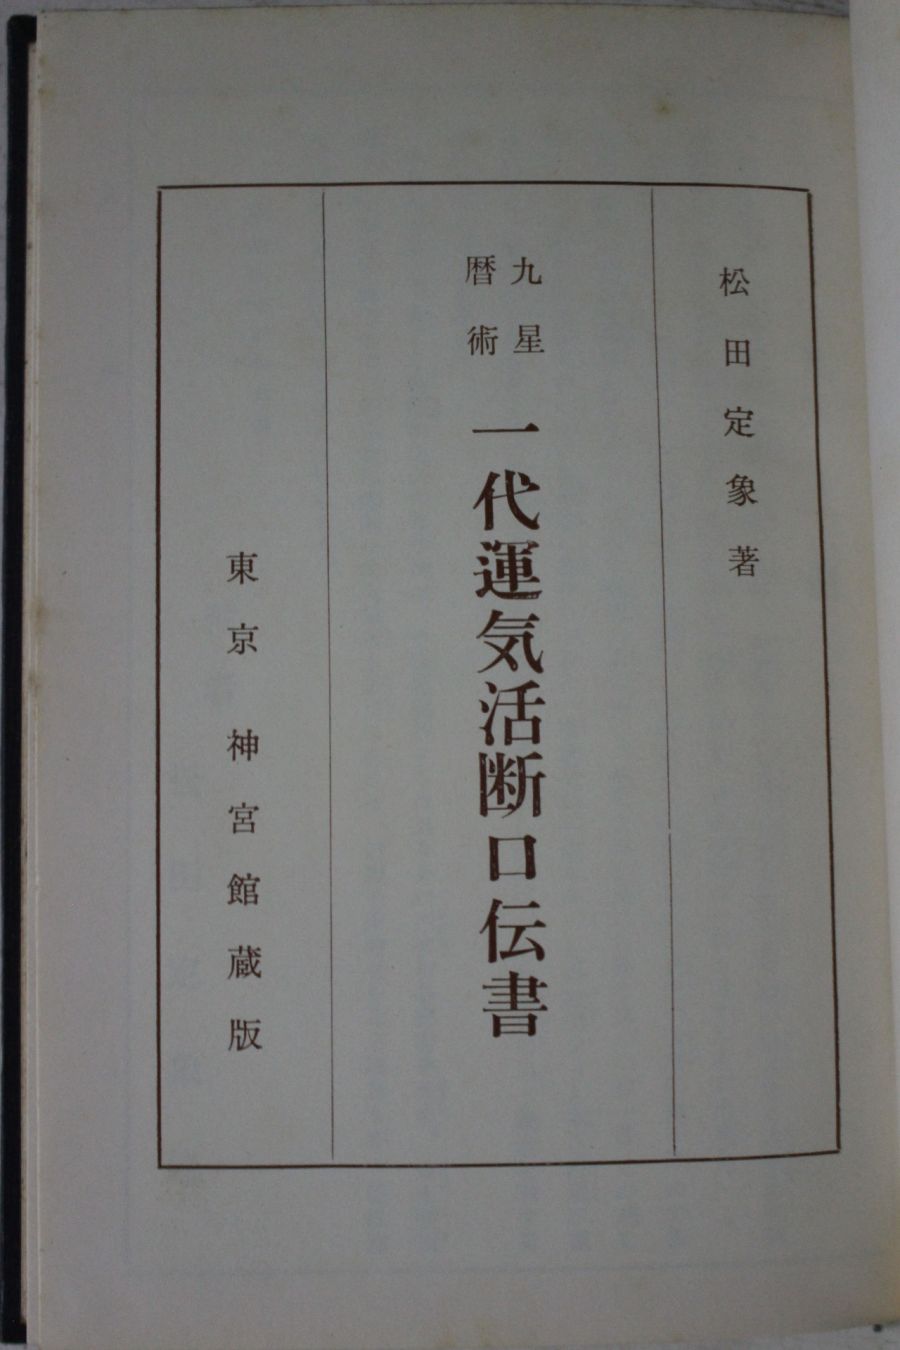 松田定象著
九星
暦術
一代運気活断口伝書
東京 神宮館蔵版